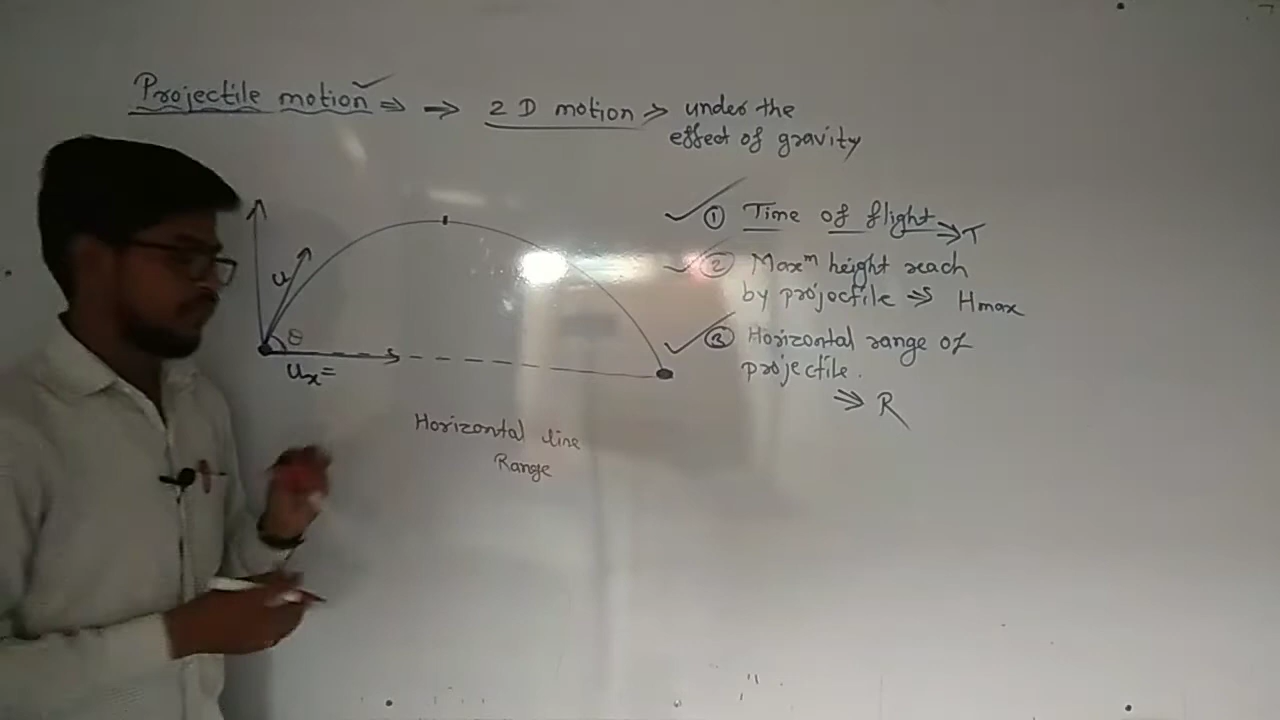 Projectile motion ⇒ → 2 D motion > under the
effect of gravity
① Time of flight ⇒ T
② Maxᵐ height reach
by projectile ⇒ Hmax
③ Horizontal range of
projectile.
⇒ R
u
θ
uₓ=
Horizontal line
Range